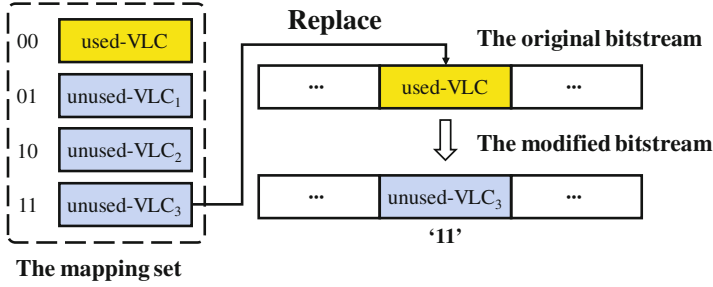 00 used-VLC
01 unused-VLC₁
10 unused-VLC₂
11 unused-VLC₃
The mapping set
Replace
The original bitstream
... used-VLC ...
The modified bitstream
... unused-VLC₃ ...
‘11’